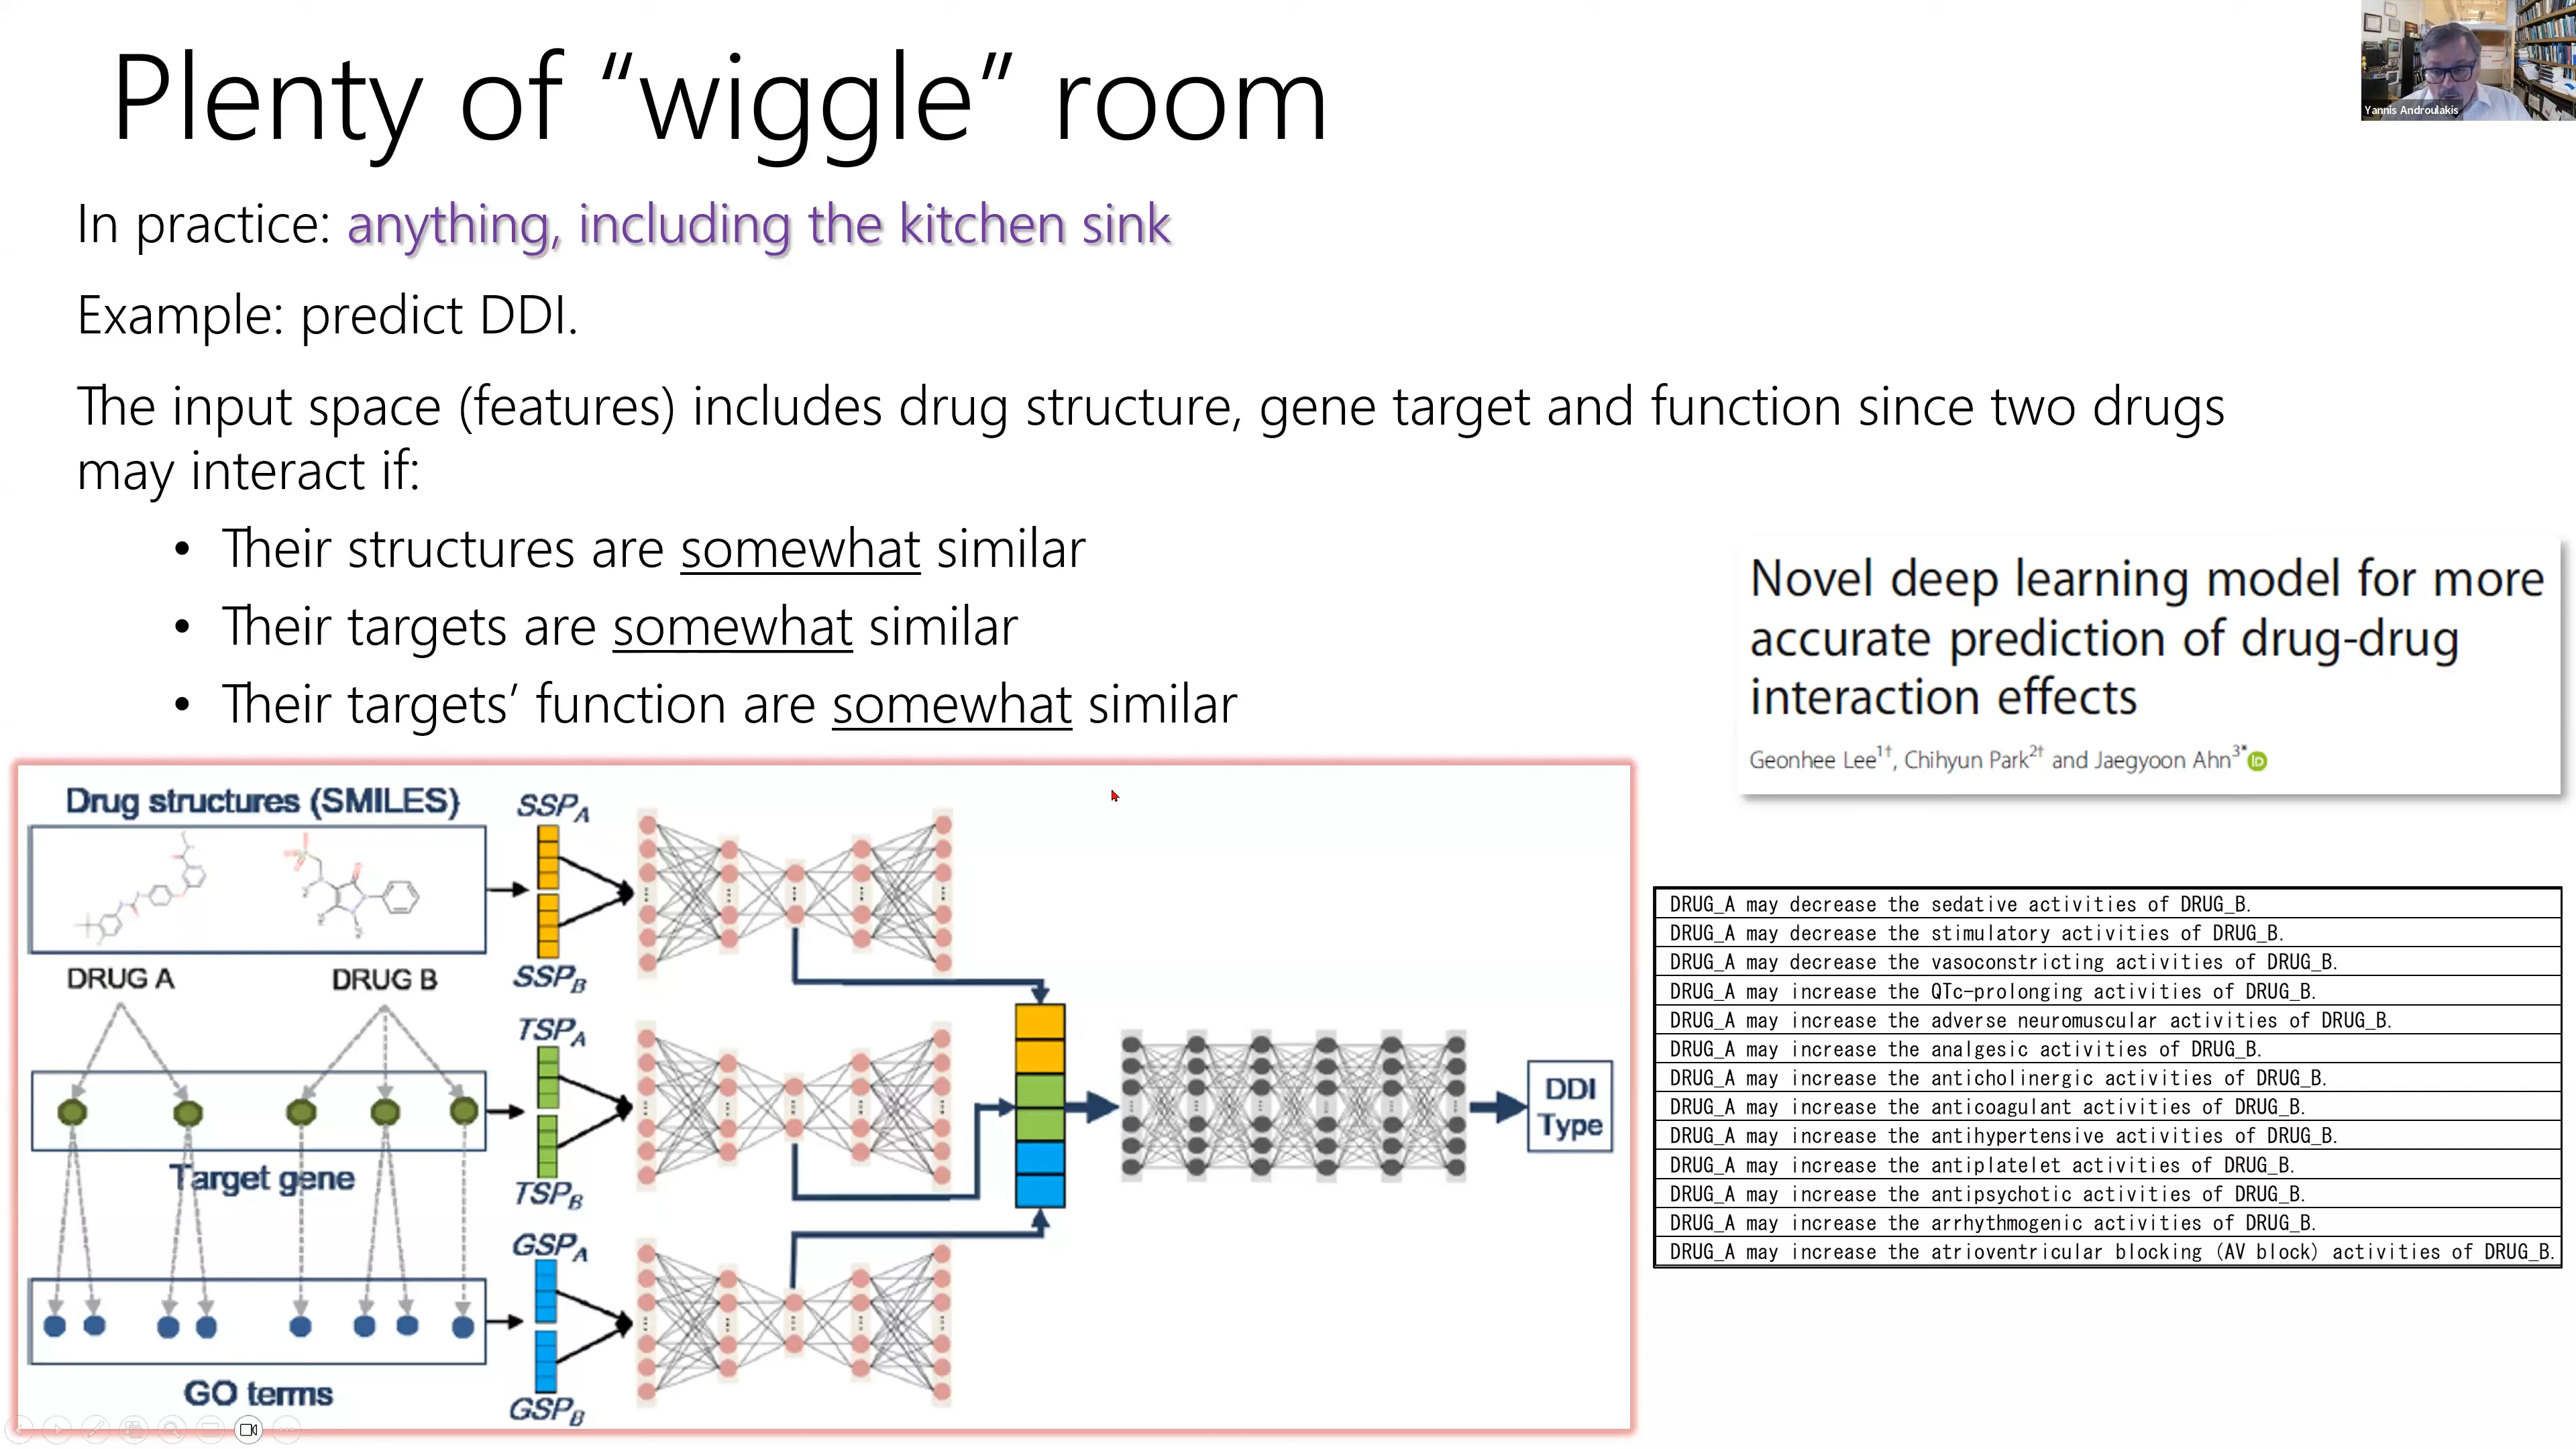 Plenty of “wiggle” room
Yannis Androulakis
In practice: anything, including the kitchen sink
Example: predict DDI.
The input space (features) includes drug structure, gene target and function since two drugs
may interact if:
• Their structures are somewhat similar
• Their targets are somewhat similar
• Their targets’ function are somewhat similar
Novel deep learning model for more
accurate prediction of drug-drug
interaction effects
Geonhee Lee1†, Chihyun Park2† and Jaegyoon Ahn3*
Drug structures (SMILES)
SSPA
SSPB
DRUG A
DRUG B
TSPA
Target gene
TSPB
GSPA
GO terms
GSPB
DDI
Type
DRUG_A may decrease the sedative activities of DRUG_B.
DRUG_A may decrease the stimulatory activities of DRUG_B.
DRUG_A may decrease the vasoconstricting activities of DRUG_B.
DRUG_A may increase the QTc-prolonging activities of DRUG_B.
DRUG_A may increase the adverse neuromuscular activities of DRUG_B.
DRUG_A may increase the analgesic activities of DRUG_B.
DRUG_A may increase the anticholinergic activities of DRUG_B.
DRUG_A may increase the anticoagulant activities of DRUG_B.
DRUG_A may increase the antihypertensive activities of DRUG_B.
DRUG_A may increase the antiplatelet activities of DRUG_B.
DRUG_A may increase the antipsychotic activities of DRUG_B.
DRUG_A may increase the arrhythmogenic activities of DRUG_B.
DRUG_A may increase the atrioventricular blocking (AV block) activities of DRUG_B.